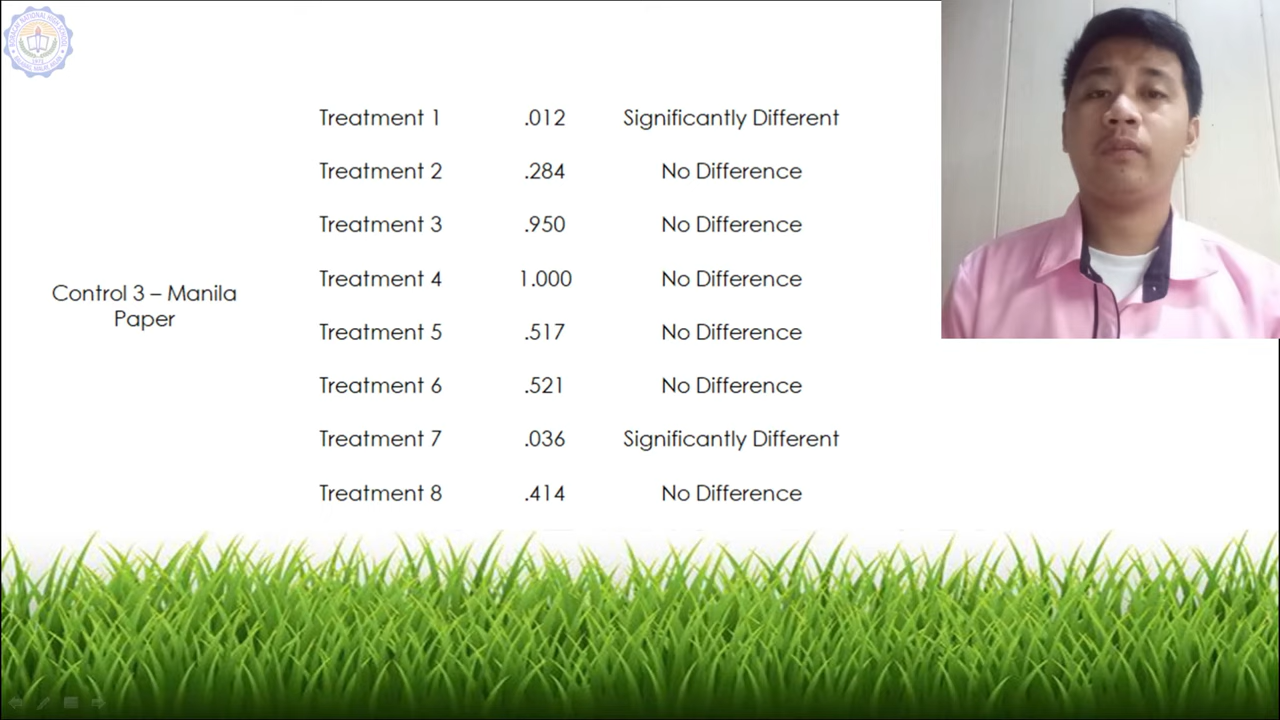 Treatment 1 .012 Significantly Different
Treatment 2 .284 No Difference
Treatment 3 .950 No Difference
Treatment 4 1.000 No Difference
Control 3 – Manila
Paper
Treatment 5 .517 No Difference
Treatment 6 .521 No Difference
Treatment 7 .036 Significantly Different
Treatment 8 .414 No Difference